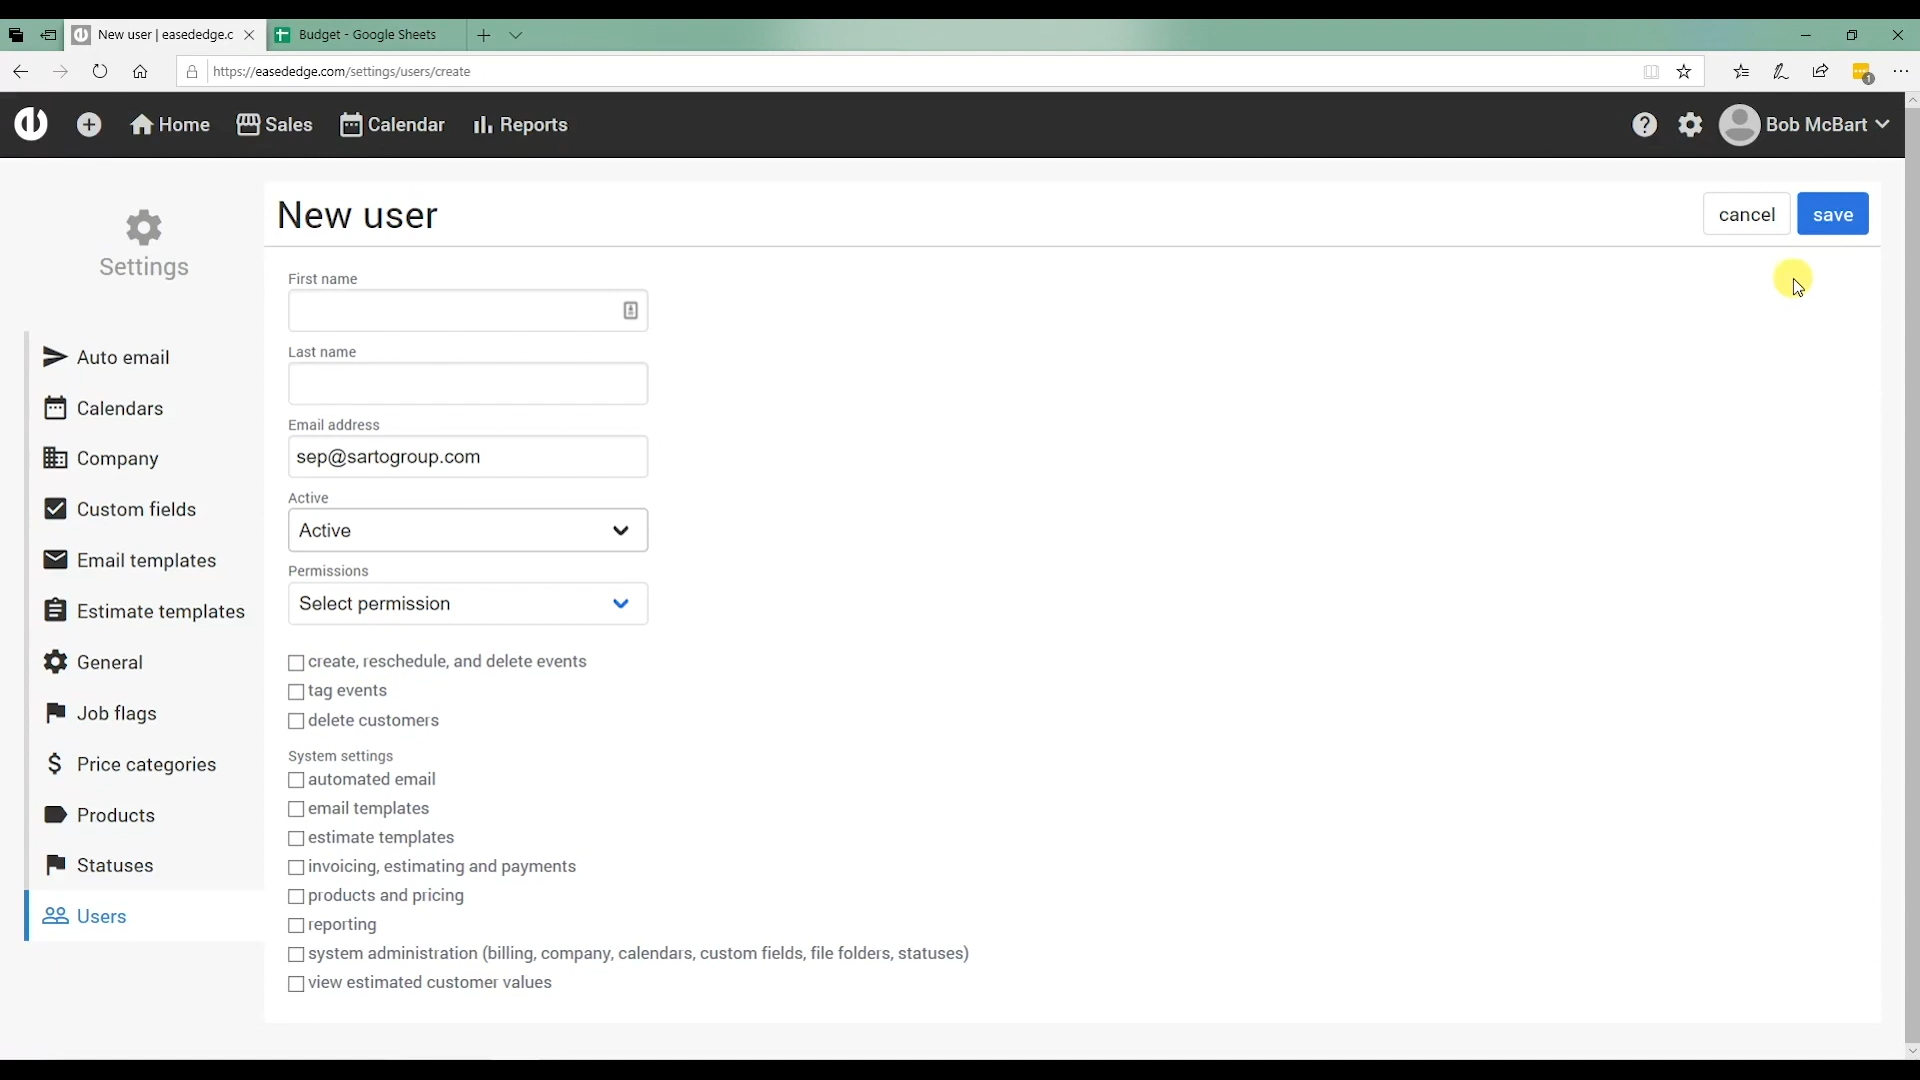 New user | easededge.c
Budget - Google Sheets
https://easededge.com/settings/users/create
1
Home
Sales
Calendar
Reports
Bob McBart
Settings
Auto email
Calendars
Company
Custom fields
Email templates
Estimate templates
General
Job flags
Price categories
Products
Statuses
Users
New user
cancel
save
First name
Last name
Email address
sep@sartogroup.com
Active
Active
Permissions
Select permission
create, reschedule, and delete events
tag events
delete customers
System settings
automated email
email templates
estimate templates
invoicing, estimating and payments
products and pricing
reporting
system administration (billing, company, calendars, custom fields, file folders, statuses)
view estimated customer values